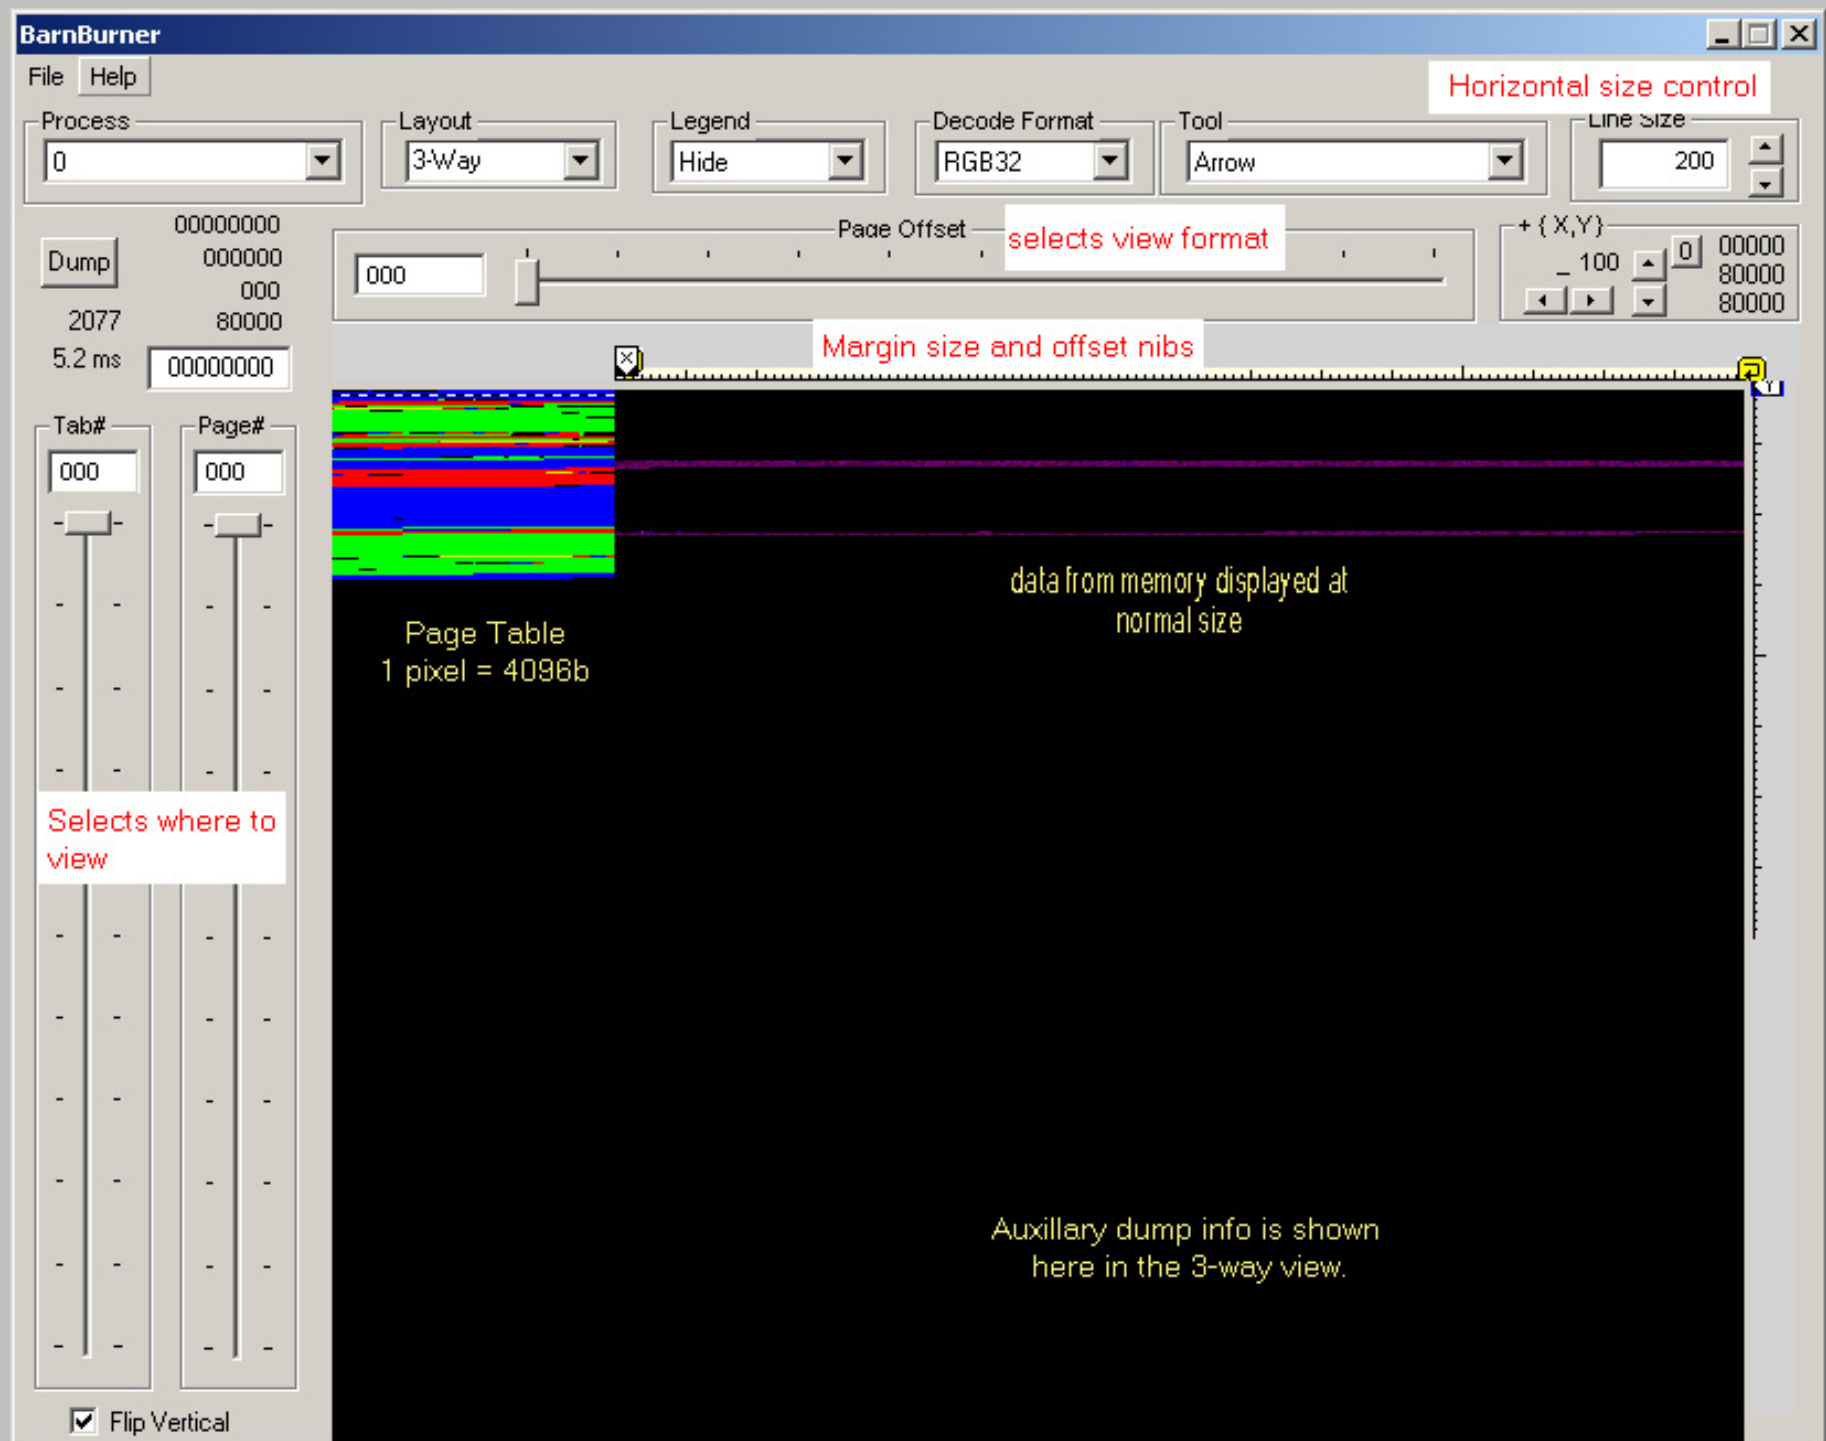 BarnBurner
File Help
Horizontal size control
Process
Layout
Legend
Decode Format
Tool
Line Size
0
3-Way
Hide
RGB32
Arrow
200
Dump
00000000
000000
000
80000
2077
5.2 ms
00000000
Page Offset
selects view format
000
+ { X,Y}
_ 100
0
00000
80000
80000
Margin size and offset nibs
X
Y
Tab#
Page#
000
000
data from memory displayed at
normal size
Page Table
1 pixel = 4096b
Selects where to
view
Auxillary dump info is shown
here in the 3-way view.
Flip Vertical